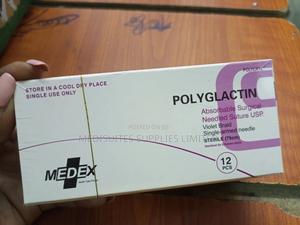 STORE IN A COOL DRY PLACE
SINGLE USE ONLY
POLYGLACTIN
Absorbable Surgical
Needled Suture USP
Violet Braid
Single-armed needle
STERILE
POSTED ON
MEDISUITES SUPPLIES LIMITED
MEDEX
12
PCS